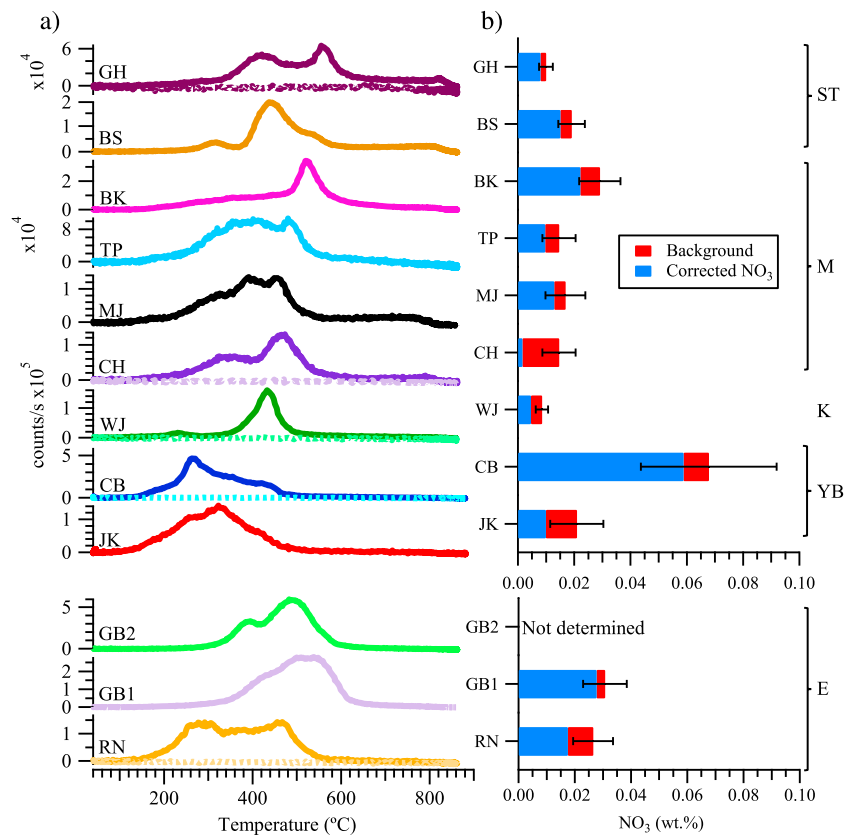 a)
b)
x10⁴
6
4
2
0
GH
2
1
0
BS
2
0
BK
x10⁴
8
4
0
TP
1
0
MJ
1
0
CH
counts/s x10⁵
1
0
WJ
5
0
CB
1
0
JK
5
0
GB2
2
1
0
GB1
1
0
RN
200
400
600
800
Temperature (ºC)
GH
BS
BK
TP
MJ
CH
WJ
CB
JK
Background
Corrected NO₃
ST
M
K
YB
E
0.00
0.02
0.04
0.06
0.08
0.10
GB2
Not determined
GB1
RN
0.00
0.02
0.04
0.06
0.08
0.10
NO₃ (wt.%)